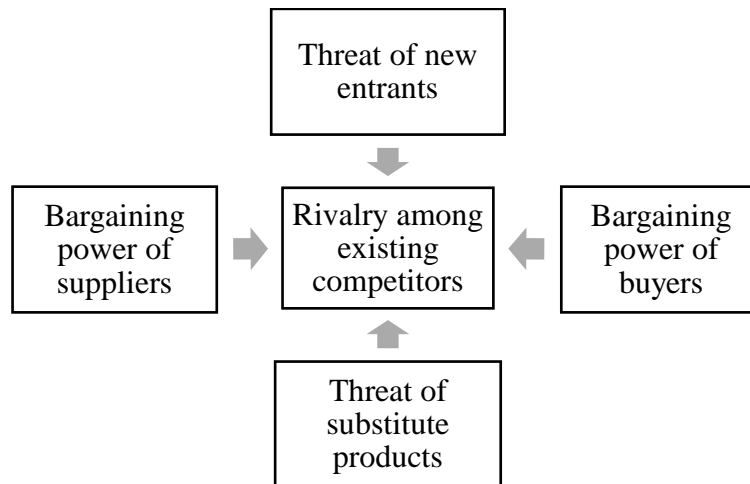 Threat of new
entrants
Bargaining
power of
suppliers
Rivalry among
existing
competitors
Bargaining
power of
buyers
Threat of
substitute
products